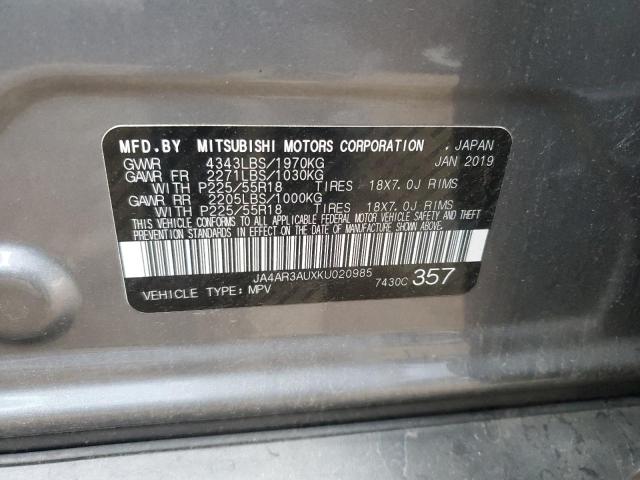 MFD.BY MITSUBISHI MOTORS CORPORATION . JAPAN
GVWR 4343LBS/1970KG JAN 2019
GAWR FR 2271LBS/1030KG
WITH P225/55R18 TIRES 18X7.0J RIMS
GAWR RR 2205LBS/1000KG
WITH P225/55R18 TIRES 18X7.0J RIMS
THIS VEHICLE CONFORMS TO ALL APPLICABLE FEDERAL MOTOR VEHICLE SAFETY AND THEFT
PREVENTION STANDARDS IN EFFECT ON THE DATE OF MANUFACTURE SHOWN ABOVE.
JA4AR3AUXKU020985
VEHICLE TYPE: MPV 7430C 357